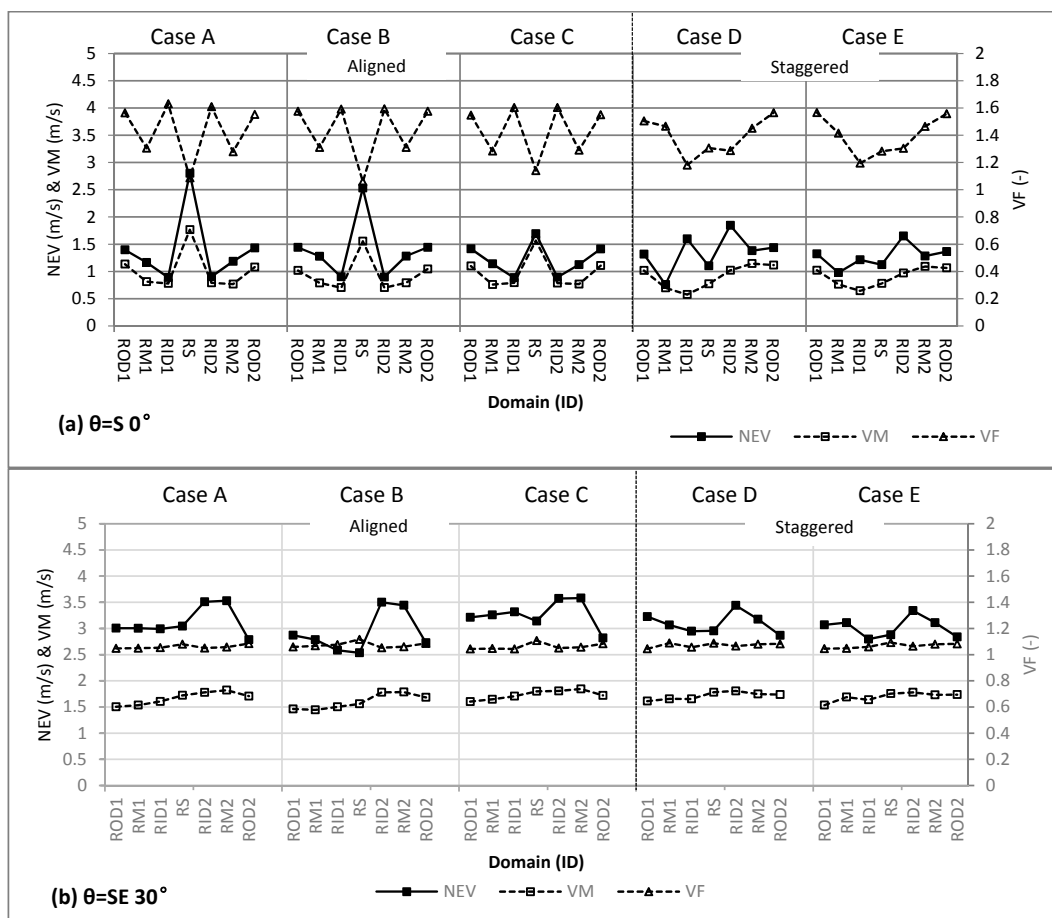 Case A Case B Case C Case D Case E
Aligned Staggered
5 4.5 4 3.5 3 2.5 2 1.5 1 0.5 0
NEV (m/s) & VM (m/s)
2 1.8 1.6 1.4 1.2 1 0.8 0.6 0.4 0.2 0
VF (-)
ROD1 RM1 RID1 RS RID2 RM2 ROD2 ROD1 RM1 RID1 RS RID2 RM2 ROD2 ROD1 RM1 RID1 RS RID2 RM2 ROD2 ROD1 RM1 RID1 RS RID2 RM2 ROD2 ROD1 RM1 RID1 RS RID2 RM2 ROD2
Domain (ID)
(a) θ=S 0°
NEV VM VF
Case A Case B Case C Case D Case E
Aligned Staggered
5 4.5 4 3.5 3 2.5 2 1.5 1 0.5 0
NEV (m/s) & VM (m/s)
2 1.8 1.6 1.4 1.2 1 0.8 0.6 0.4 0.2 0
VF (-)
ROD1 RM1 RID1 RS RID2 RM2 ROD2 ROD1 RM1 RID1 RS RID2 RM2 ROD2 ROD1 RM1 RID1 RS RID2 RM2 ROD2 ROD1 RM1 RID1 RS RID2 RM2 ROD2 ROD1 RM1 RID1 RS RID2 RM2 ROD2
Domain (ID)
(b) θ=SE 30°
NEV VM VF